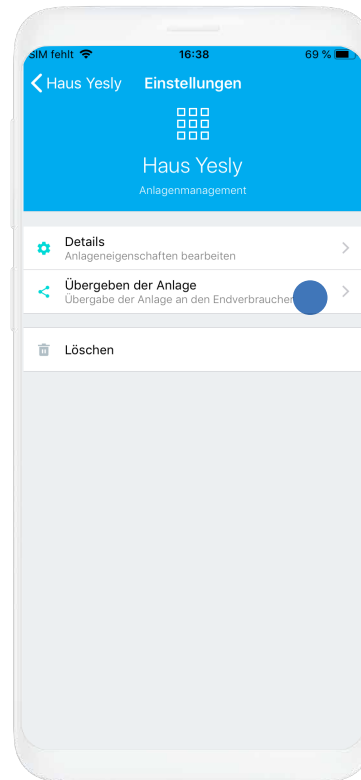 SIM fehlt 16:38 69 %
Haus Yesly Einstellungen
Haus Yesly
Anlagenmanagement
Details
Anlageneigenschaften bearbeiten
Übergeben der Anlage
Übergabe der Anlage an den Endverbraucher
Löschen